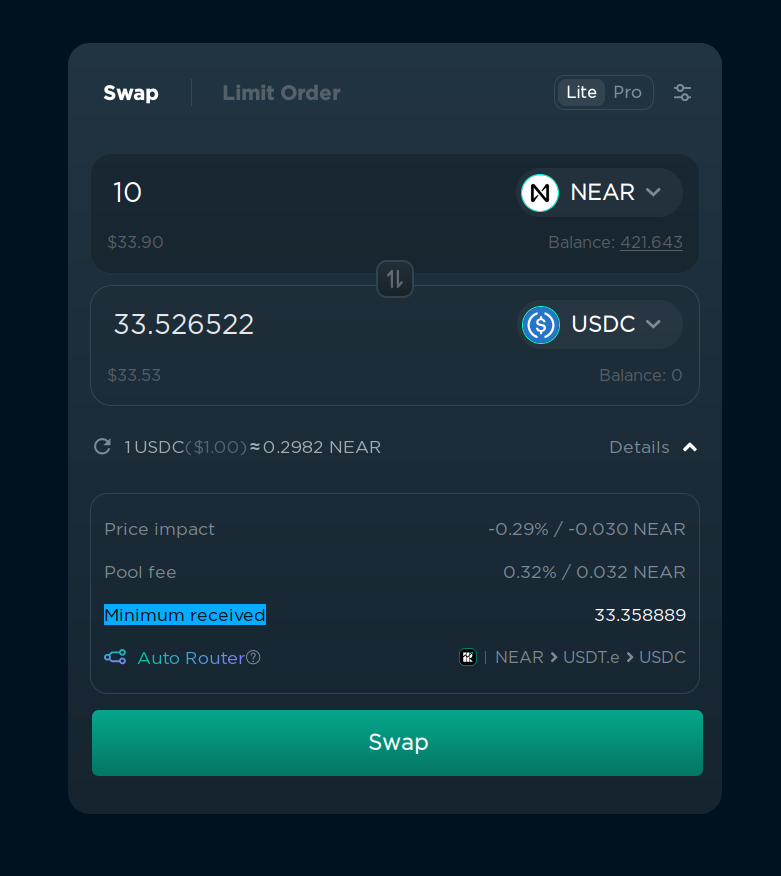 Swap Limit Order Lite Pro
10 NEAR
$33.90 Balance: 421.643
33.526522 USDC
$33.53 Balance: 0
1 USDC($1.00)≈0.2982 NEAR Details
Price impact -0.29% / -0.030 NEAR
Pool fee 0.32% / 0.032 NEAR
Minimum received 33.358889
Auto Router? | NEAR > USDT.e > USDC
Swap